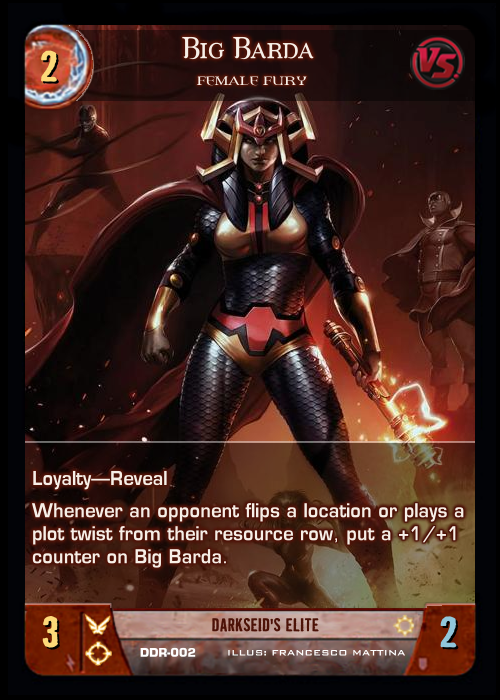 2
Big Barda
VS
Female Fury
Loyalty—Reveal
Whenever an opponent flips a location or plays a
plot twist from their resource row, put a +1/+1
counter on Big Barda.
3
Darkseid's Elite
2
DDR-002 Illus: Francesco Mattina